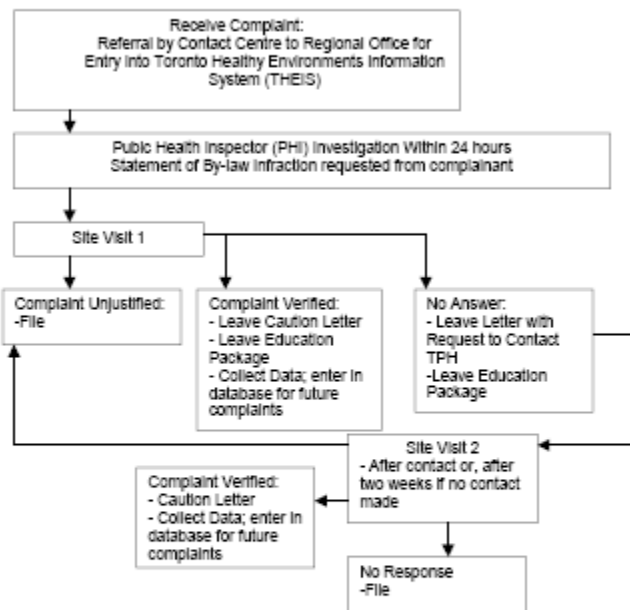 Receive Complaint:
Referral by Contact Centre to Regional Office for
Entry into Toronto Healthy Environments Information
System (THEIS)
Pubic Health Inspector (PHI) Investigation Within 24 hours
Statement of By-law Infraction requested from complainant
Site Visit 1
Complaint Unjustified:
-File
Complaint Verified:
- Leave Caution Letter
- Leave Education
Package
- Collect Data; enter in
database for future
complaints
No Answer:
- Leave Letter with
Request to Contact
TPH
-Leave Education
Package
Site Visit 2
- After contact or, after
two weeks if no contact
made
Complaint Verified:
- Caution Letter
- Collect Data; enter in
database for future
complaints
No Response
-File